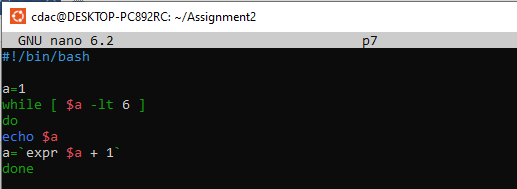 cdac@DESKTOP-PC892RC: ~/Assignment2
GNU nano 6.2 p7
#!/bin/bash
a=1
while [ $a -lt 6 ]
do
echo $a
a=`expr $a + 1`
done